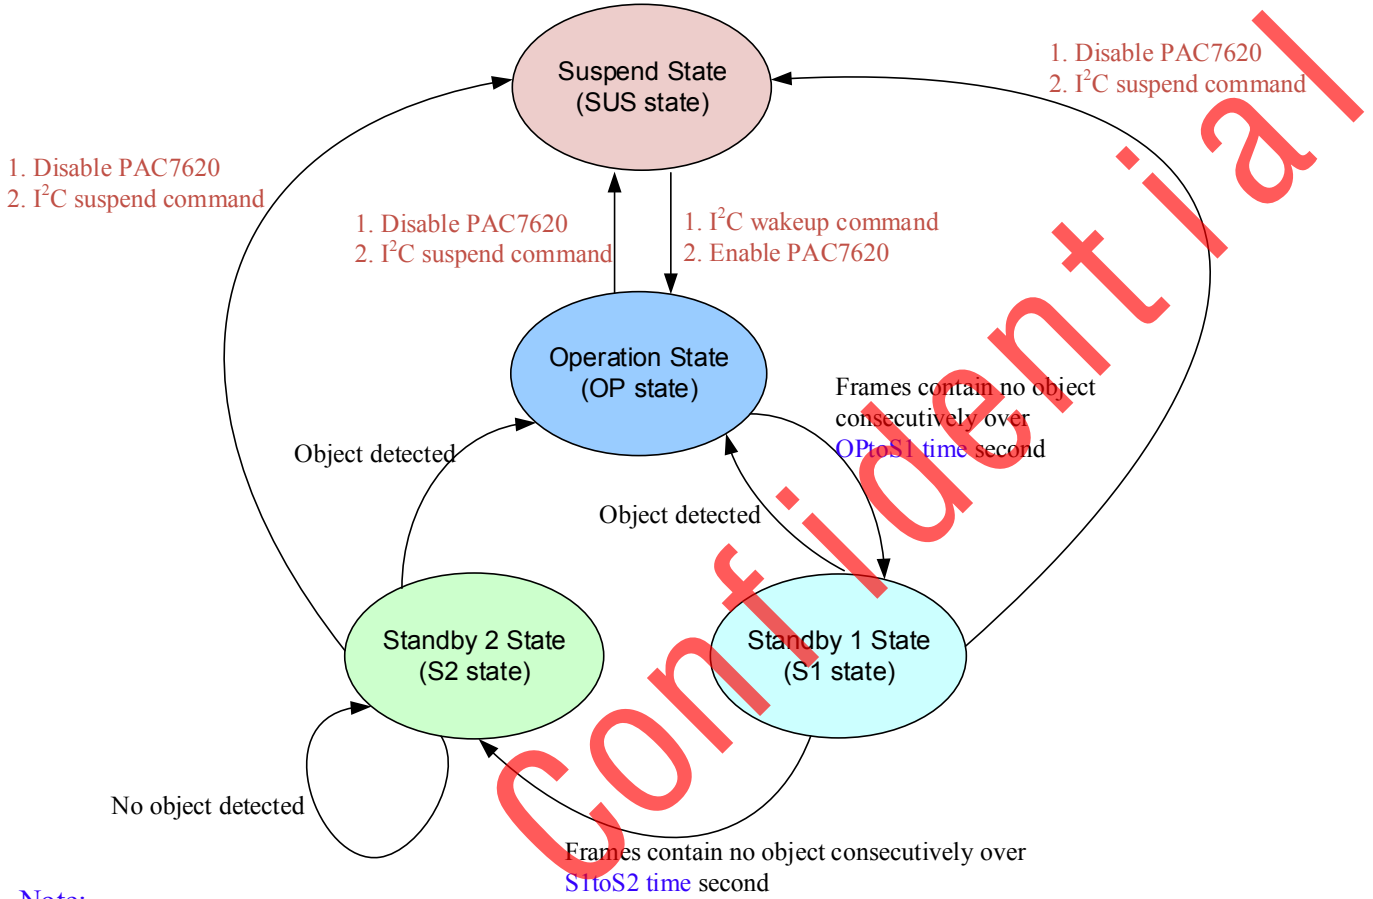 Suspend State
(SUS state)
1. Disable PAC7620
2. I²C suspend command
1. Disable PAC7620
2. I²C suspend command
1. Disable PAC7620
2. I²C suspend command
1. I²C wakeup command
2. Enable PAC7620
Operation State
(OP state)
Frames contain no object
consecutively over
OPtoS1 time second
Object detected
Object detected
Standby 2 State
(S2 state)
Standby 1 State
(S1 state)
No object detected
Frames contain no object consecutively over
S1toS2 time second
Note:
Confidential